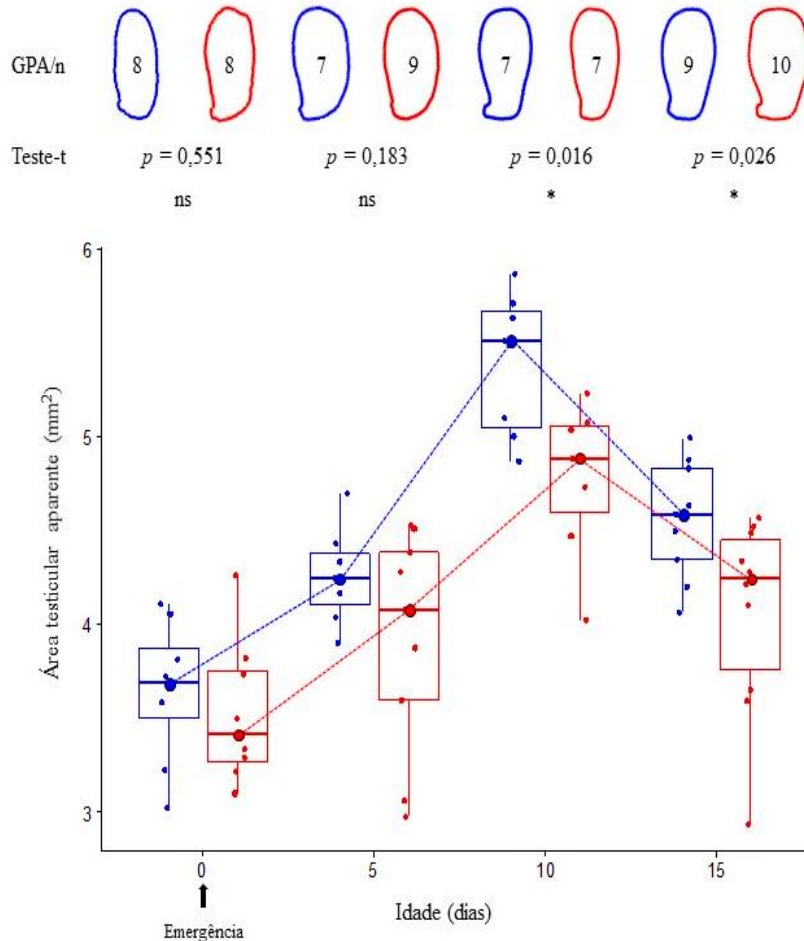 GPA/n 8 8 7 9 7 7 9 10
Teste-t p = 0,551 p = 0,183 p = 0,016 p = 0,026
ns ns * *
6
5
4
3
Área testicular aparente (mm²)
0 5 10 15
Emergência
Idade (dias)